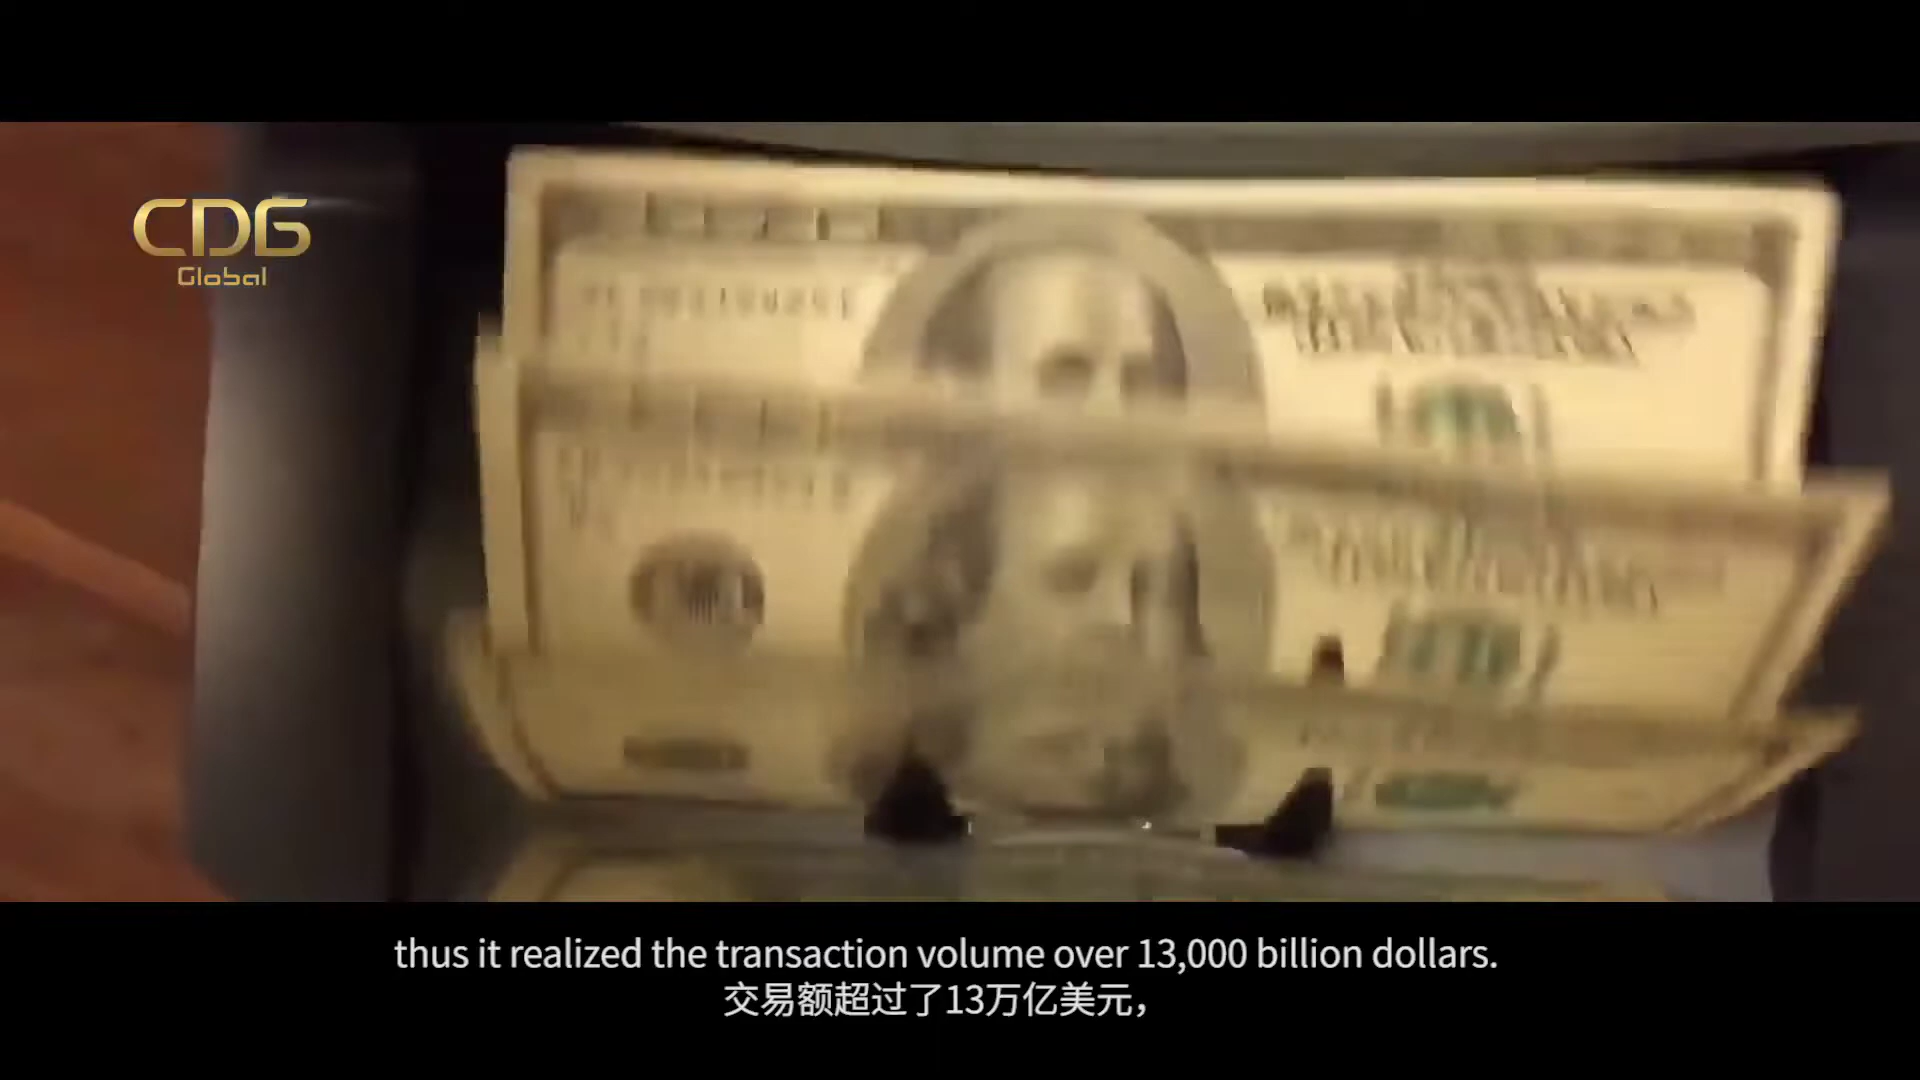 CDG
Global
thus it realized the transaction volume over 13,000 billion dollars.
交易额超过了13万亿美元，